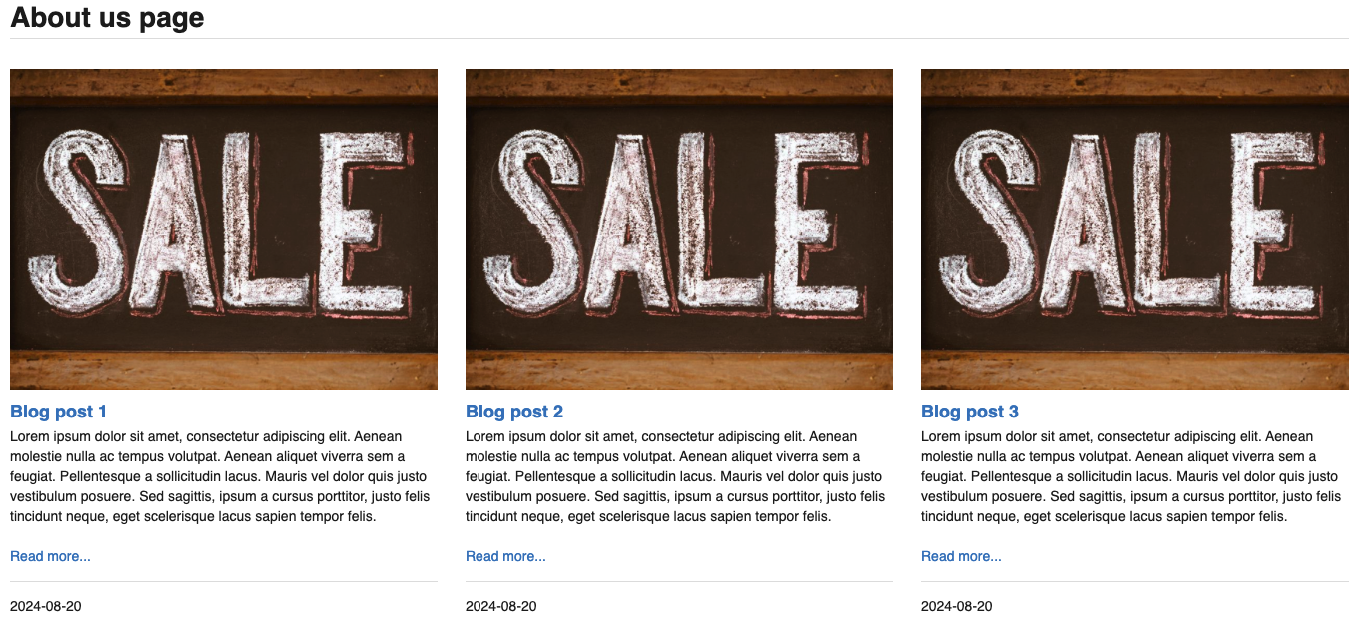 About us page
SALE
SALE
SALE
Blog post 1
Lorem ipsum dolor sit amet, consectetur adipiscing elit. Aenean
molestie nulla ac tempus volutpat. Aenean aliquet viverra sem a
feugiat. Pellentesque a sollicitudin lacus. Mauris vel dolor quis justo
vestibulum posuere. Sed sagittis, ipsum a cursus porttitor, justo felis
tincidunt neque, eget scelerisque lacus sapien tempor felis.
Read more...
2024-08-20
Blog post 2
Lorem ipsum dolor sit amet, consectetur adipiscing elit. Aenean
molestie nulla ac tempus volutpat. Aenean aliquet viverra sem a
feugiat. Pellentesque a sollicitudin lacus. Mauris vel dolor quis justo
vestibulum posuere. Sed sagittis, ipsum a cursus porttitor, justo felis
tincidunt neque, eget scelerisque lacus sapien tempor felis.
Read more...
2024-08-20
Blog post 3
Lorem ipsum dolor sit amet, consectetur adipiscing elit. Aenean
molestie nulla ac tempus volutpat. Aenean aliquet viverra sem a
feugiat. Pellentesque a sollicitudin lacus. Mauris vel dolor quis justo
vestibulum posuere. Sed sagittis, ipsum a cursus porttitor, justo felis
tincidunt neque, eget scelerisque lacus sapien tempor felis.
Read more...
2024-08-20